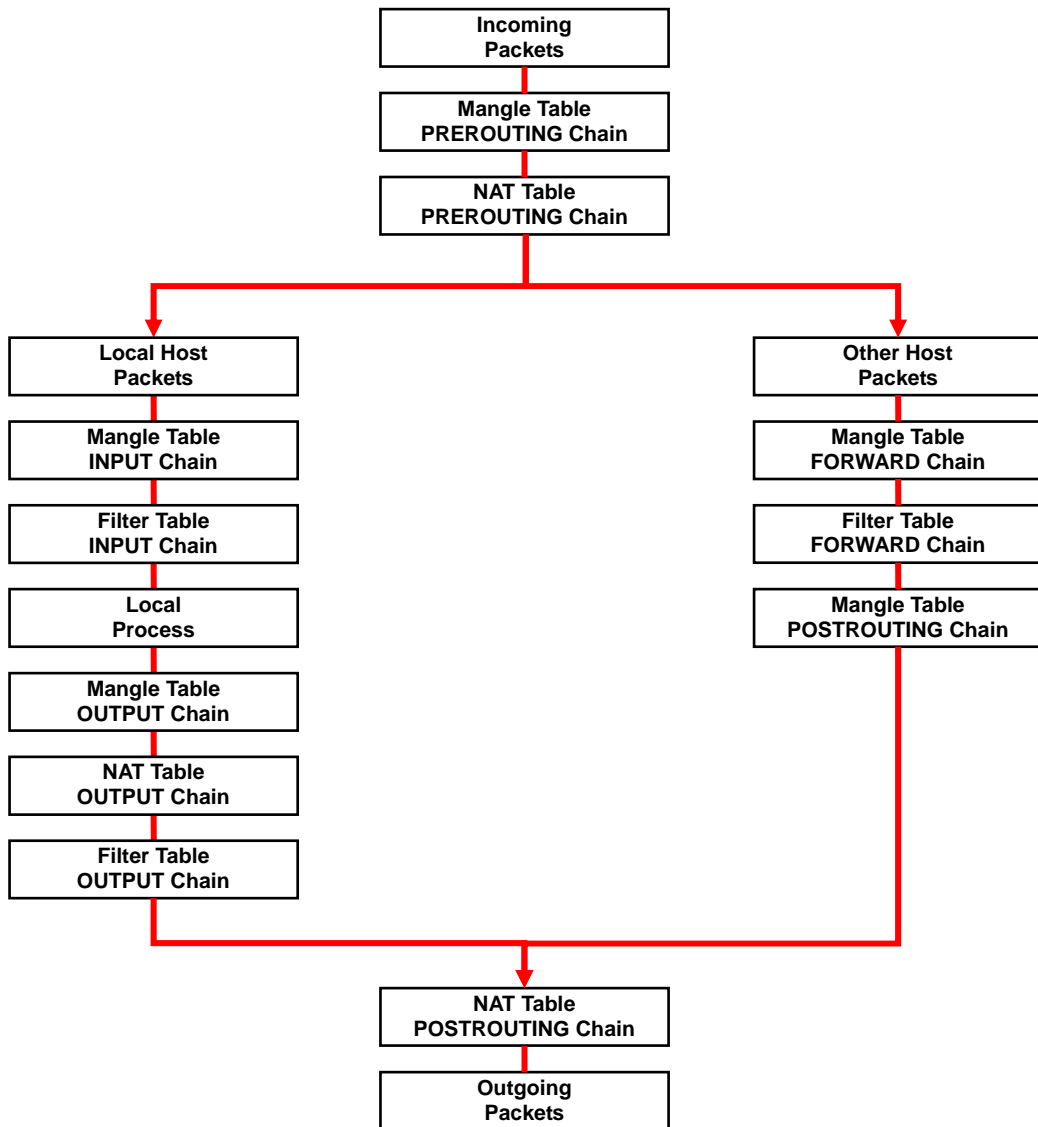 Incoming
Packets
Mangle Table
PREROUTING Chain
NAT Table
PREROUTING Chain
Local Host
Packets
Mangle Table
INPUT Chain
Filter Table
INPUT Chain
Local
Process
Mangle Table
OUTPUT Chain
NAT Table
OUTPUT Chain
Filter Table
OUTPUT Chain
Other Host
Packets
Mangle Table
FORWARD Chain
Filter Table
FORWARD Chain
Mangle Table
POSTROUTING Chain
NAT Table
POSTROUTING Chain
Outgoing
Packets